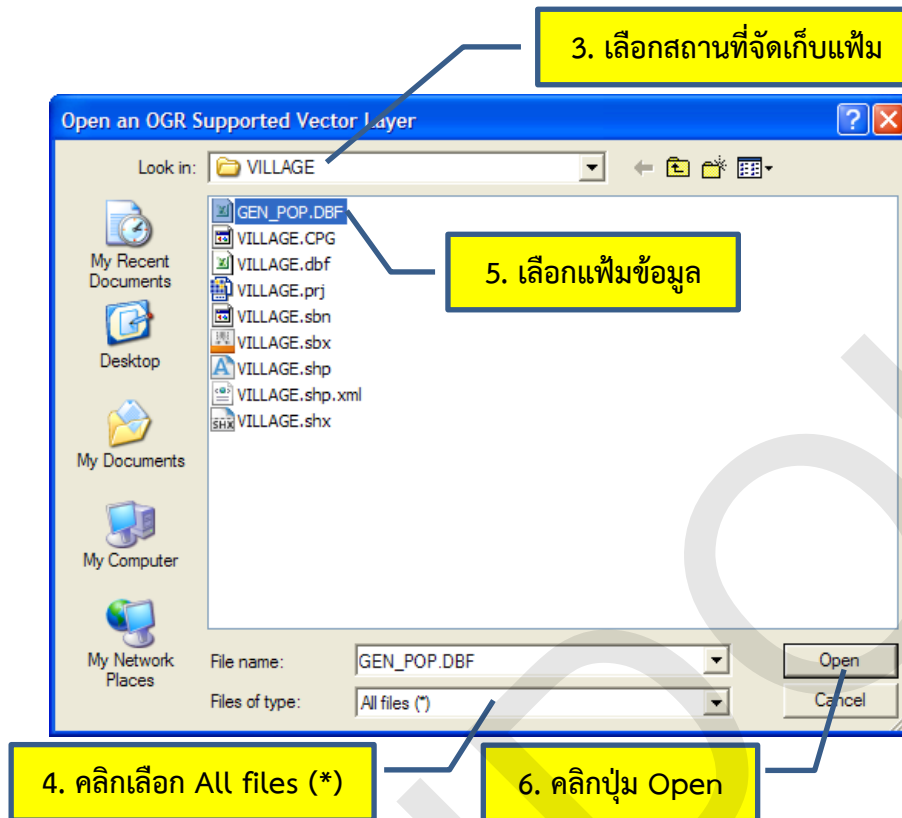 3. เลือกสถานที่จัดเก็บแฟ้ม
Open an OGR Supported Vector Layer
Look in:
VILLAGE
GEN_POP.DBF
VILLAGE.CPG
VILLAGE.dbf
VILLAGE.prj
VILLAGE.sbn
VILLAGE.sbx
VILLAGE.shp
VILLAGE.shp.xml
VILLAGE.shx
5. เลือกแฟ้มข้อมูล
My Recent
Documents
Desktop
My Documents
My Computer
My Network
Places
File name:
GEN_POP.DBF
Open
Files of type:
All files (*)
Cancel
4. คลิกเลือก All files (*)
6. คลิกปุ่ม Open